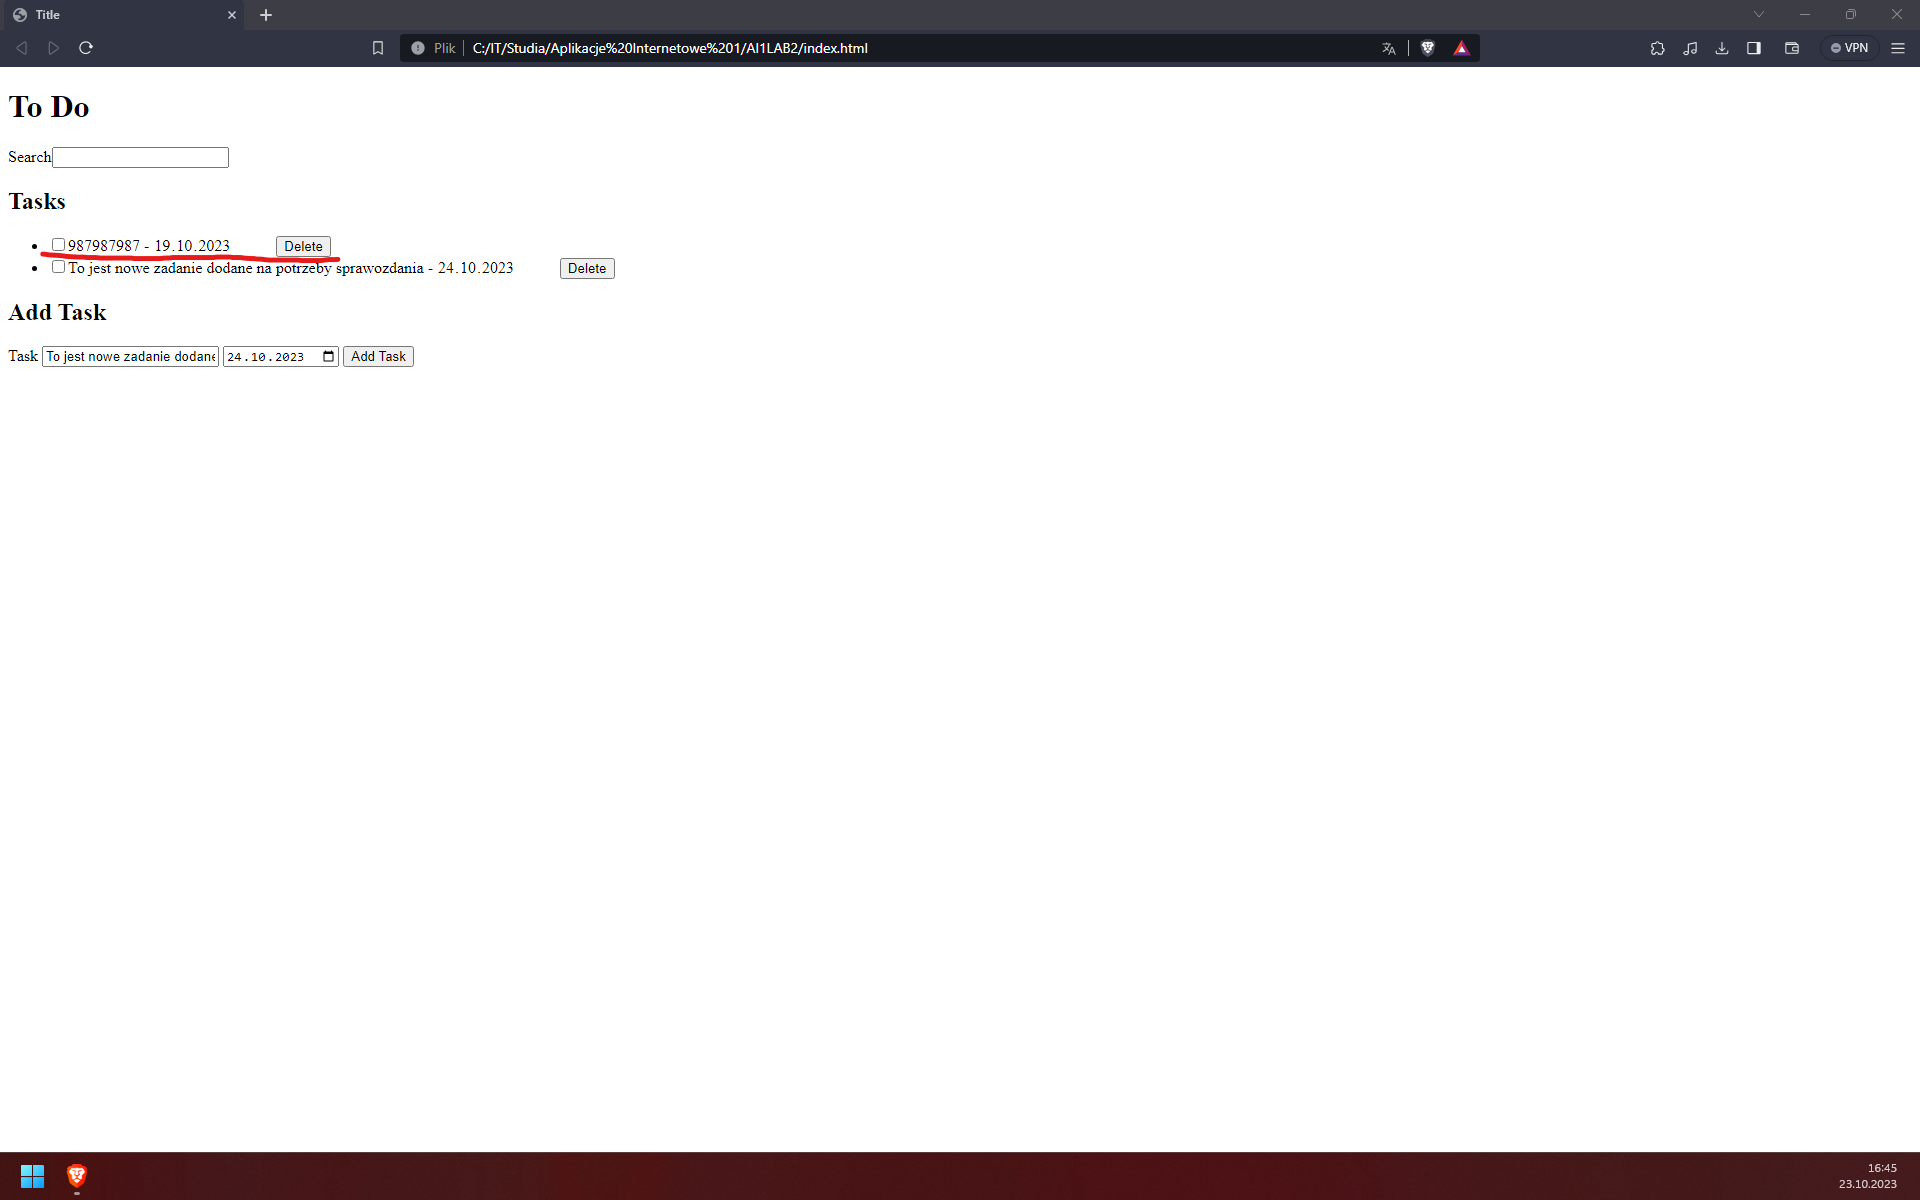 Title
Plik C:/IT/Studia/Aplikacje%20Internetowe%201/AI1LAB2/index.html
VPN
To Do
Search
Tasks
987987987 - 19.10.2023 Delete
To jest nowe zadanie dodane na potrzeby sprawozdania - 24.10.2023 Delete
Add Task
Task To jest nowe zadanie dodane 24.10.2023 Add Task
16:45
23.10.2023